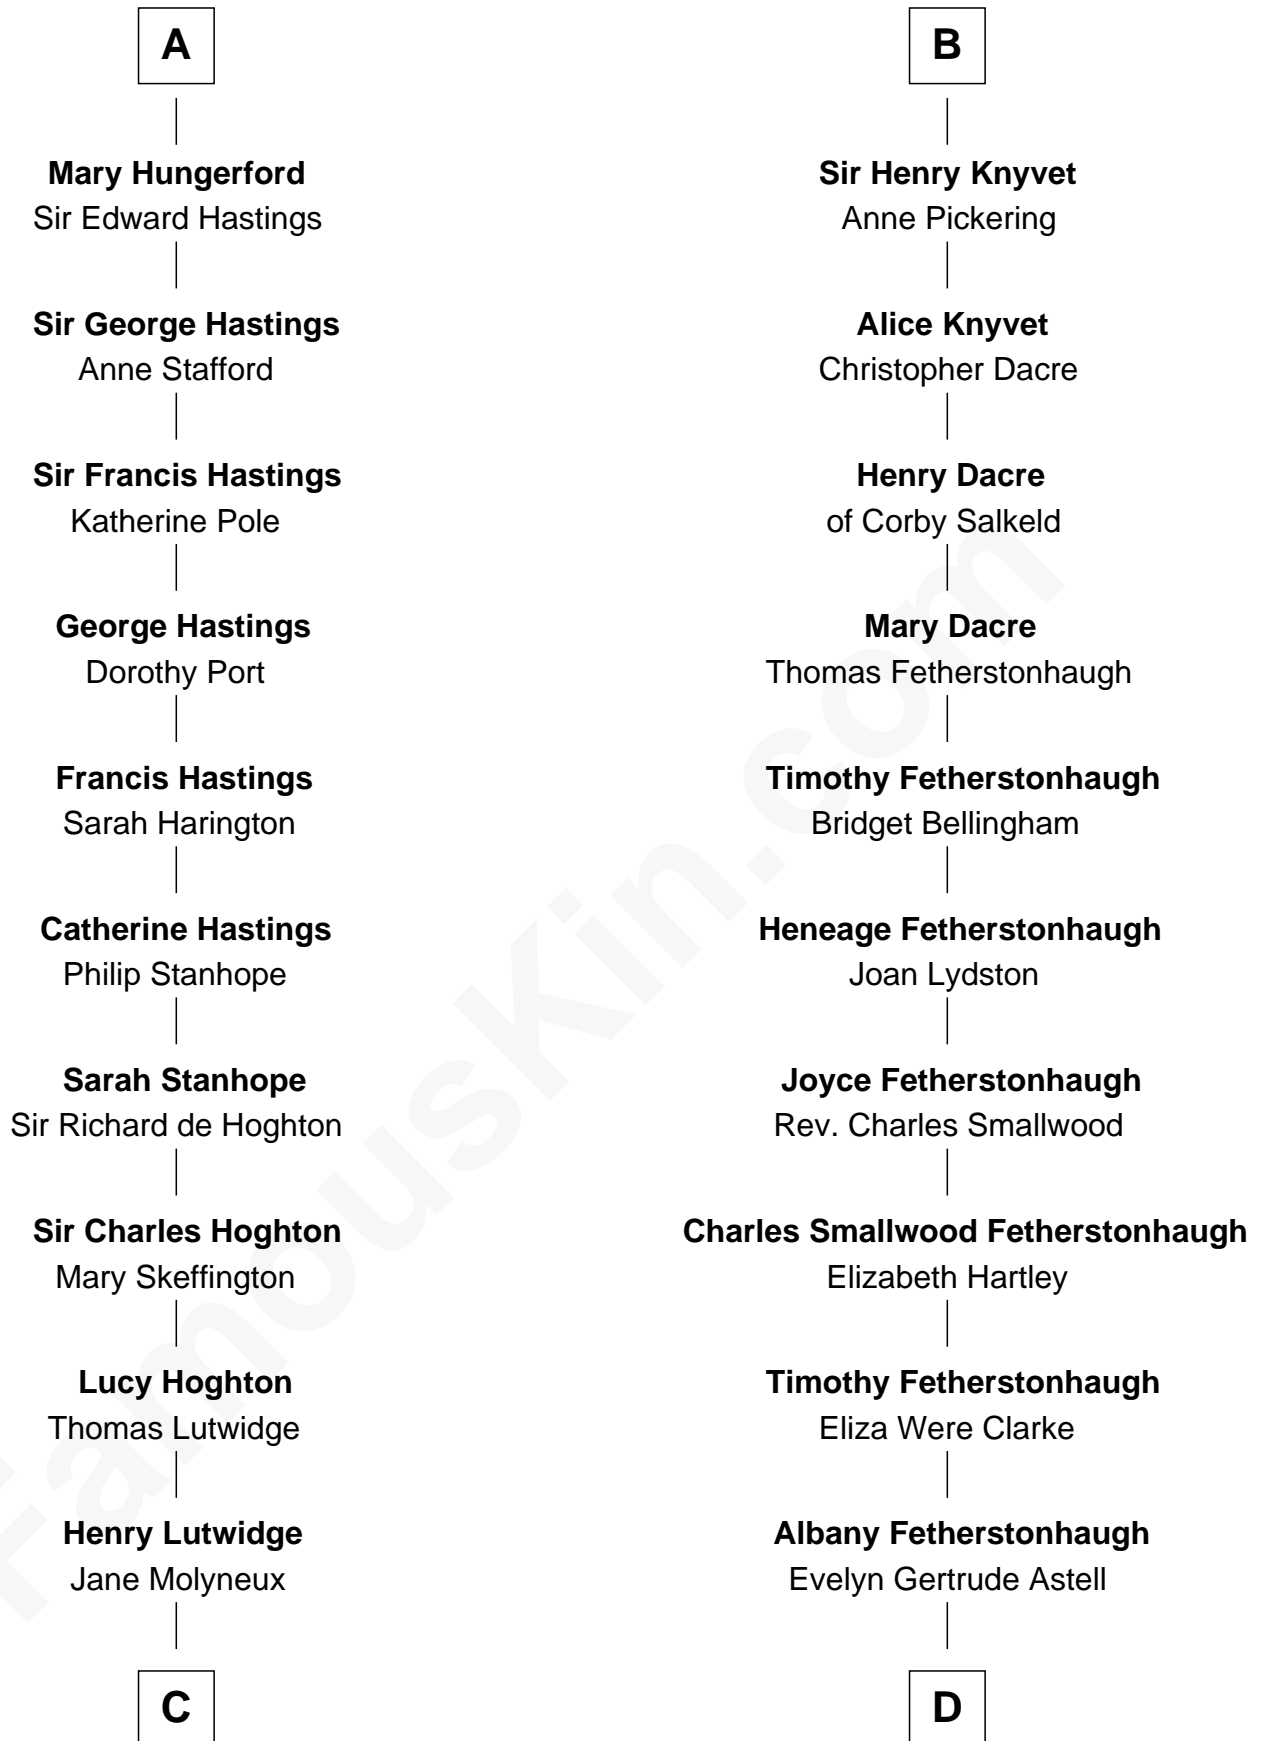 A
Mary Hungerford
Sir Edward Hastings
Sir George Hastings
Anne Stafford
Sir Francis Hastings
Katherine Pole
George Hastings
Dorothy Port
Francis Hastings
Sarah Harington
Catherine Hastings
Philip Stanhope
Sarah Stanhope
Sir Richard de Hoghton
Sir Charles Hoghton
Mary Skeffington
Lucy Hoghton
Thomas Lutwidge
Henry Lutwidge
Jane Molyneux
C
B
Sir Henry Knyvet
Anne Pickering
Alice Knyvet
Christopher Dacre
Henry Dacre
of Corby Salkeld
Mary Dacre
Thomas Fetherstonhaugh
Timothy Fetherstonhaugh
Bridget Bellingham
Heneage Fetherstonhaugh
Joan Lydston
Joyce Fetherstonhaugh
Rev. Charles Smallwood
Charles Smallwood Fetherstonhaugh
Elizabeth Hartley
Timothy Fetherstonhaugh
Eliza Were Clarke
Albany Fetherstonhaugh
Evelyn Gertrude Astell
D
FamousKin.com